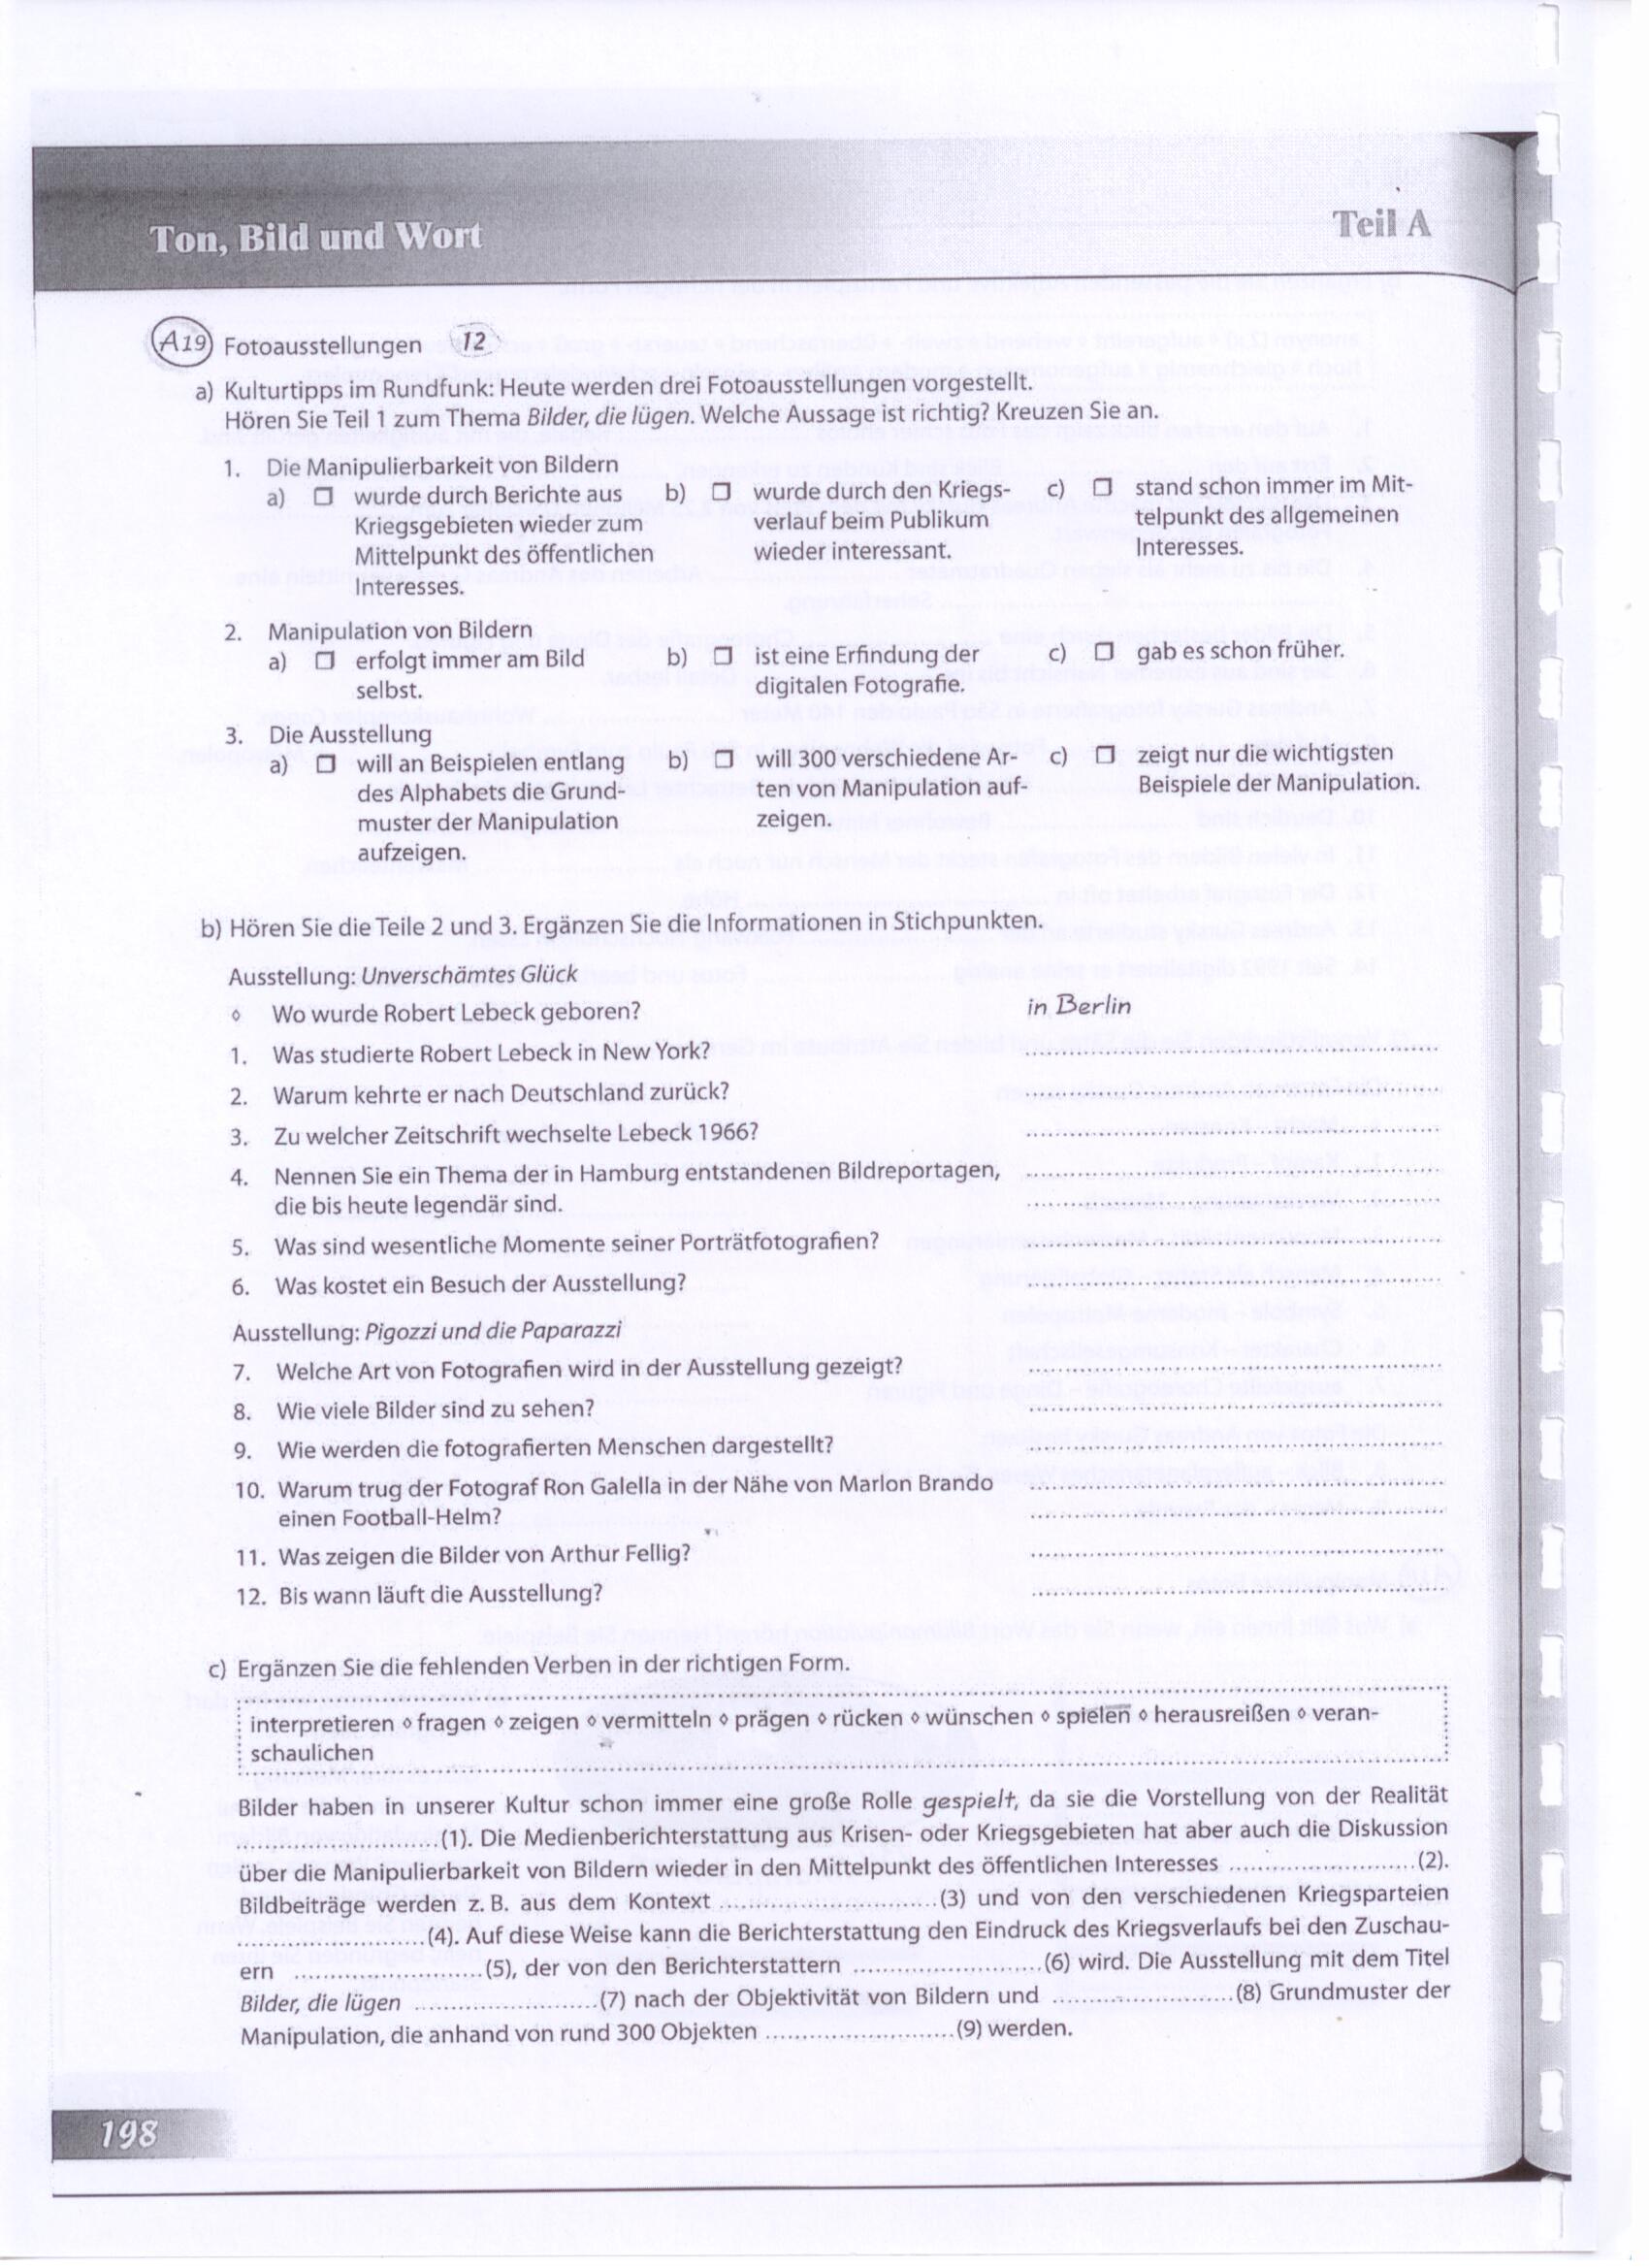 Ton, Bild und Wort
Teil A
A19 Fotoausstellungen 12
a) Kulturtipps im Rundfunk: Heute werden drei Fotoausstellungen vorgestellt.
Hören Sie Teil 1 zum Thema Bilder, die lügen. Welche Aussage ist richtig? Kreuzen Sie an.
1. Die Manipulierbarkeit von Bildern
a) ☐ wurde durch Berichte aus
Kriegsgebieten wieder zum
Mittelpunkt des öffentlichen
Interesses.
b) ☐ wurde durch den Kriegs-
verlauf beim Publikum
wieder interessant.
c) ☐ stand schon immer im Mit-
telpunkt des allgemeinen
Interesses.
2. Manipulation von Bildern
a) ☐ erfolgt immer am Bild
selbst.
b) ☐ ist eine Erfindung der
digitalen Fotografie.
c) ☐ gab es schon früher.
3. Die Ausstellung
a) ☐ will an Beispielen entlang
des Alphabets die Grund-
muster der Manipulation
aufzeigen.
b) ☐ will 300 verschiedene Ar-
ten von Manipulation auf-
zeigen.
c) ☐ zeigt nur die wichtigsten
Beispiele der Manipulation.
b) Hören Sie die Teile 2 und 3. Ergänzen Sie die Informationen in Stichpunkten.
Ausstellung: Unverschämtes Glück
◊ Wo wurde Robert Lebeck geboren? in Berlin
1. Was studierte Robert Lebeck in New York? ........................
2. Warum kehrte er nach Deutschland zurück? ........................
3. Zu welcher Zeitschrift wechselte Lebeck 1966? ........................
4. Nennen Sie ein Thema der in Hamburg entstandenen Bildreportagen, ........................
die bis heute legendär sind. ........................
5. Was sind wesentliche Momente seiner Porträtfotografien? ........................
6. Was kostet ein Besuch der Ausstellung? ........................
Ausstellung: Pigozzi und die Paparazzi
7. Welche Art von Fotografien wird in der Ausstellung gezeigt? ........................
8. Wie viele Bilder sind zu sehen? ........................
9. Wie werden die fotografierten Menschen dargestellt? ........................
10. Warum trug der Fotograf Ron Galella in der Nähe von Marlon Brando ........................
einen Football-Helm? ........................
11. Was zeigen die Bilder von Arthur Fellig? ........................
12. Bis wann läuft die Ausstellung? ........................
c) Ergänzen Sie die fehlenden Verben in der richtigen Form.
interpretieren ◊ fragen ◊ zeigen ◊ vermitteln ◊ prägen ◊ rücken ◊ wünschen ◊ spielen ◊ herausreißen ◊ veran-
schaulichen
Bilder haben in unserer Kultur schon immer eine große Rolle gespielt, da sie die Vorstellung von der Realität
........................(1). Die Medienberichterstattung aus Krisen- oder Kriegsgebieten hat aber auch die Diskussion
über die Manipulierbarkeit von Bildern wieder in den Mittelpunkt des öffentlichen Interesses ........................(2).
Bildbeiträge werden z. B. aus dem Kontext ........................(3) und von den verschiedenen Kriegsparteien
........................(4). Auf diese Weise kann die Berichterstattung den Eindruck des Kriegsverlaufs bei den Zuschau-
ern ........................(5), der von den Berichterstattern ........................(6) wird. Die Ausstellung mit dem Titel
Bilder, die lügen ........................(7) nach der Objektivität von Bildern und ........................(8) Grundmuster der
Manipulation, die anhand von rund 300 Objekten ........................(9) werden.
198